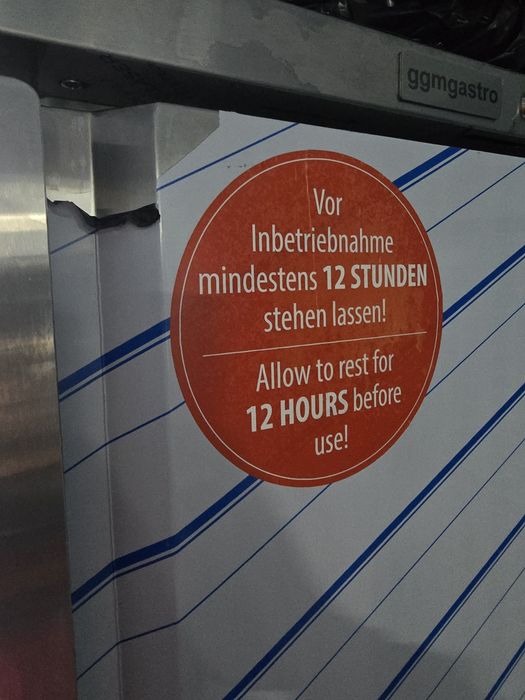 ggmgastro
Vor
Inbetriebnahme
mindestens 12 STUNDEN
stehen lassen!
Allow to rest for
12 HOURS before
use!